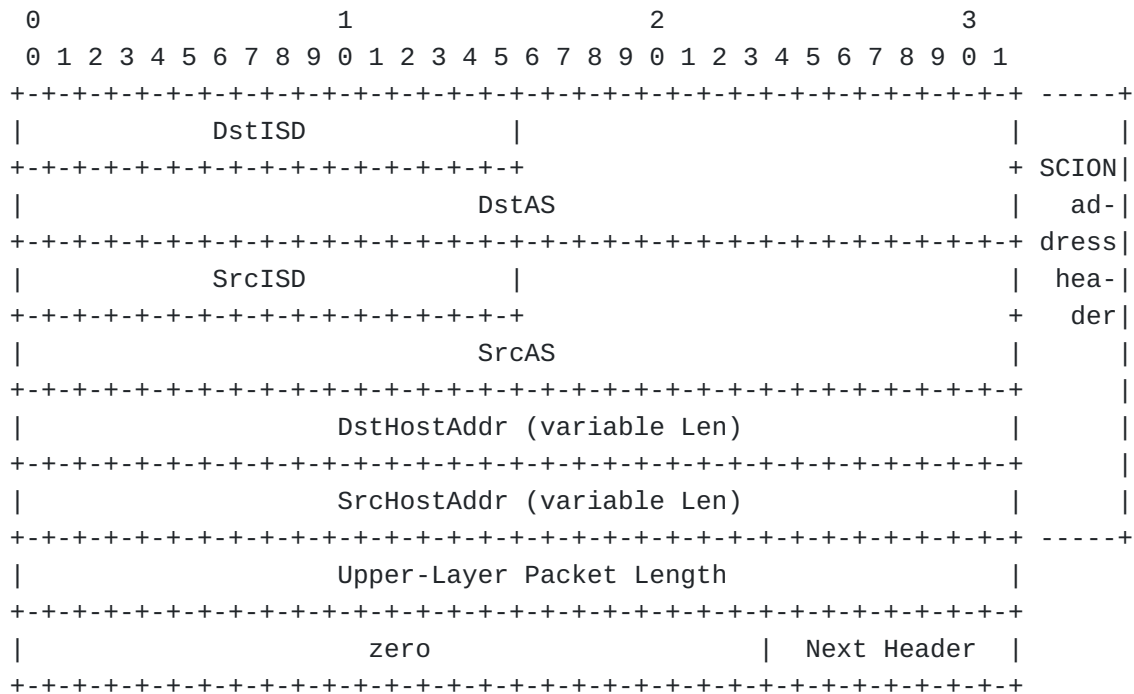 0                   1                   2                   3
 0 1 2 3 4 5 6 7 8 9 0 1 2 3 4 5 6 7 8 9 0 1 2 3 4 5 6 7 8 9 0 1
+-+-+-+-+-+-+-+-+-+-+-+-+-+-+-+-+-+-+-+-+-+-+-+-+-+-+-+-+-+-+-+-+ -----+
|            DstISD             |                               |      |
+-+-+-+-+-+-+-+-+-+-+-+-+-+-+-+-+                               + SCION|
|                             DstAS                             |   ad-|
+-+-+-+-+-+-+-+-+-+-+-+-+-+-+-+-+-+-+-+-+-+-+-+-+-+-+-+-+-+-+-+-+ dress|
|            SrcISD             |                               |  hea-|
+-+-+-+-+-+-+-+-+-+-+-+-+-+-+-+-+                               +   der|
|                             SrcAS                             |      |
+-+-+-+-+-+-+-+-+-+-+-+-+-+-+-+-+-+-+-+-+-+-+-+-+-+-+-+-+-+-+-+-+      |
|                    DstHostAddr (variable Len)                 |      |
+-+-+-+-+-+-+-+-+-+-+-+-+-+-+-+-+-+-+-+-+-+-+-+-+-+-+-+-+-+-+-+-+      |
|                    SrcHostAddr (variable Len)                 |      |
+-+-+-+-+-+-+-+-+-+-+-+-+-+-+-+-+-+-+-+-+-+-+-+-+-+-+-+-+-+-+-+-+ -----+
|                    Upper-Layer Packet Length                  |
+-+-+-+-+-+-+-+-+-+-+-+-+-+-+-+-+-+-+-+-+-+-+-+-+-+-+-+-+-+-+-+-+
|                      zero                     |  Next Header  |
+-+-+-+-+-+-+-+-+-+-+-+-+-+-+-+-+-+-+-+-+-+-+-+-+-+-+-+-+-+-+-+-+